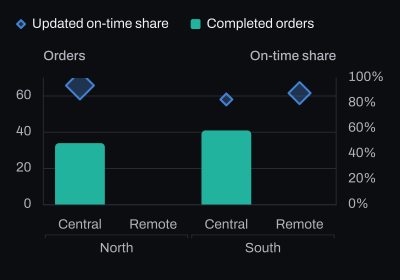 Updated on-time share Completed orders
Orders On-time share
100%
60 80%
60%
40
40%
20
20%
0 0%
Central Remote Central Remote
North South